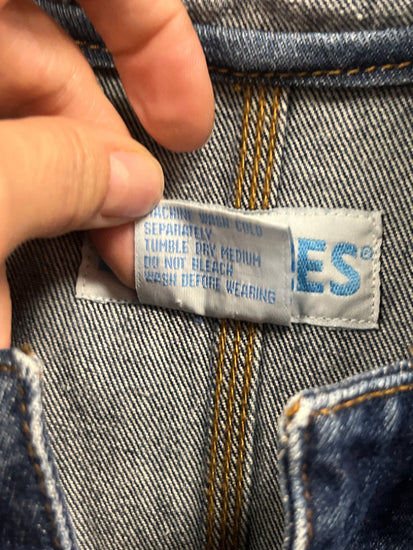 MACHINE WASH COLD
SEPARATELY
TUMBLE DRY MEDIUM
DO NOT BLEACH
WASH BEFORE WEARING
ES®